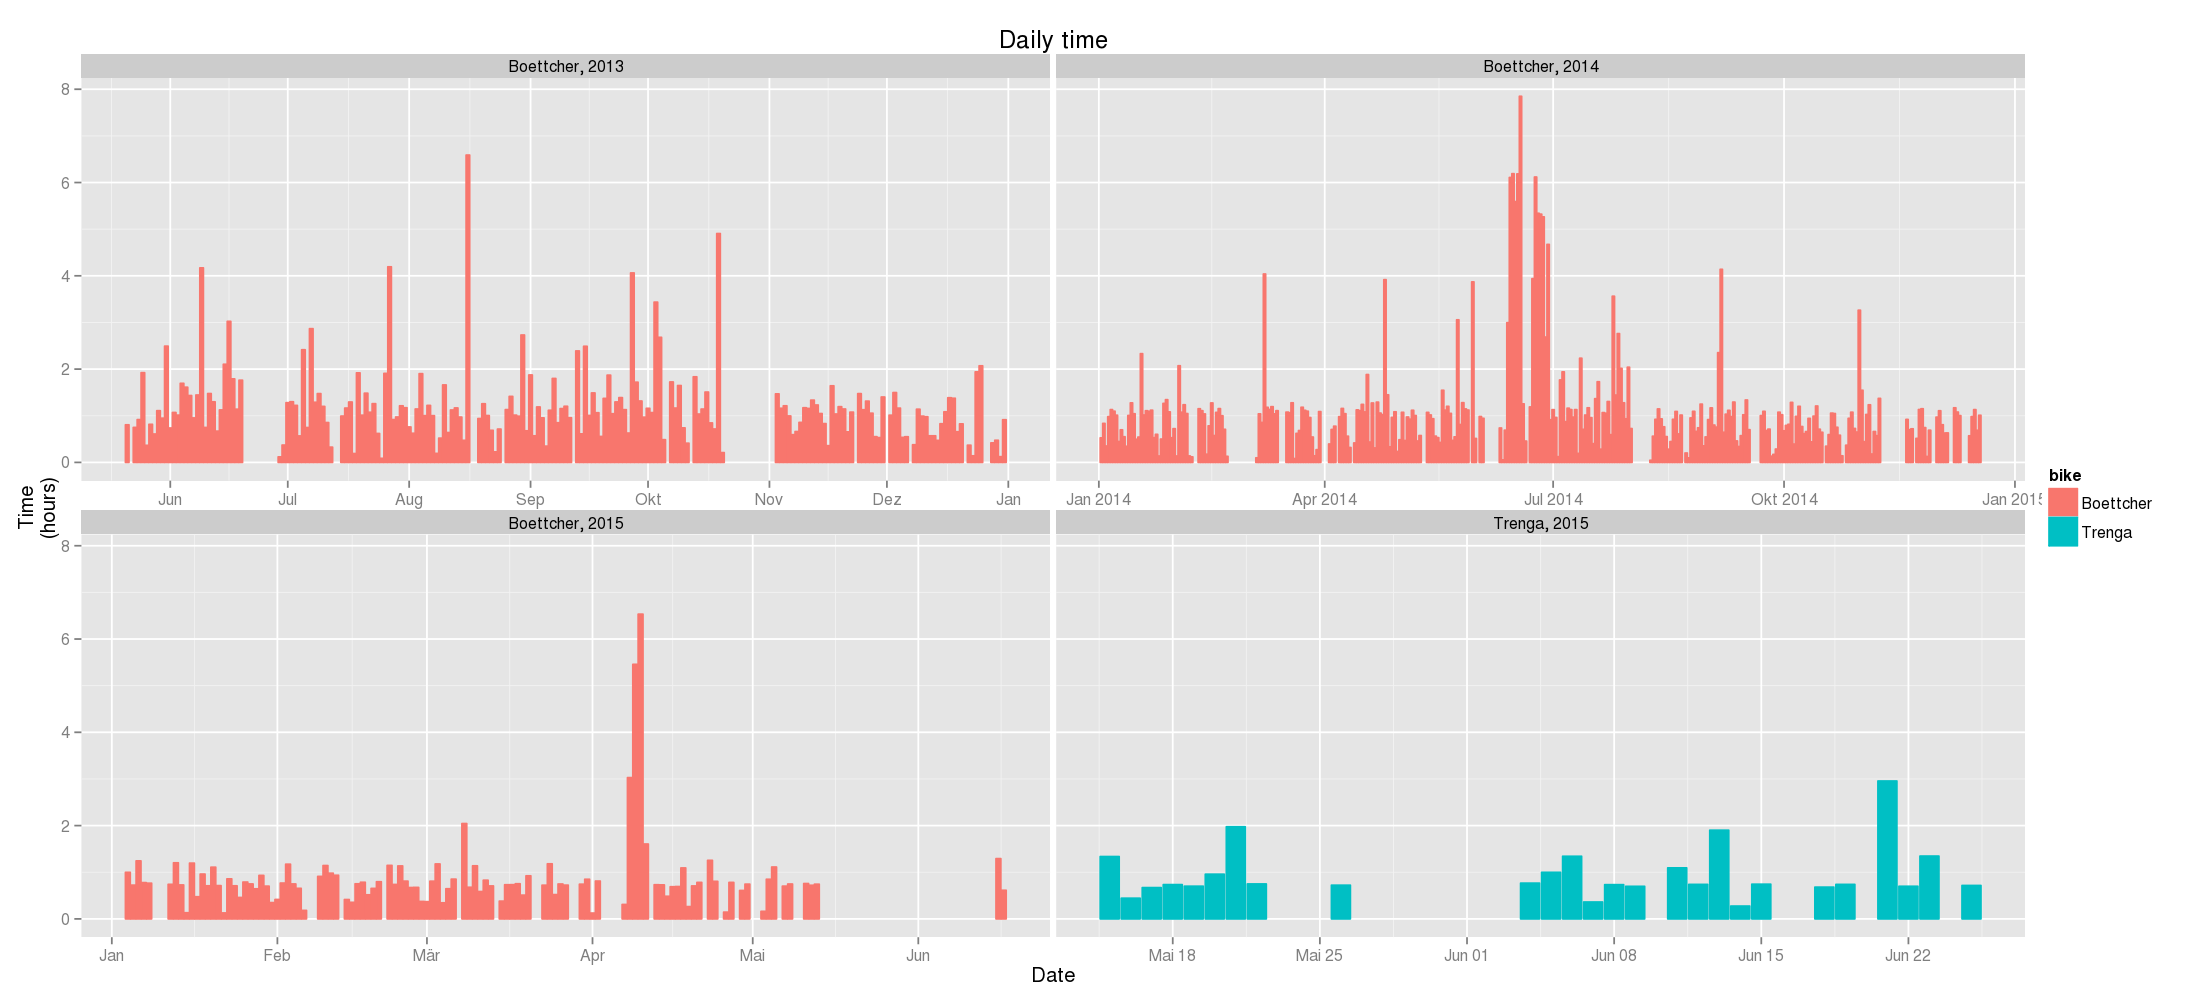 Daily time
Boettcher, 2013
Boettcher, 2014
8
6
4
2
0
Jun Jul Aug Sep Okt Nov Dez Jan
Jan 2014 Apr 2014 Jul 2014 Okt 2014 Jan 2015
Time
(hours)
bike
Boettcher
Trenga
Boettcher, 2015
Trenga, 2015
8
6
4
2
0
Jan Feb Mär Apr Mai Jun
Mai 18 Mai 25 Jun 01 Jun 08 Jun 15 Jun 22
Date